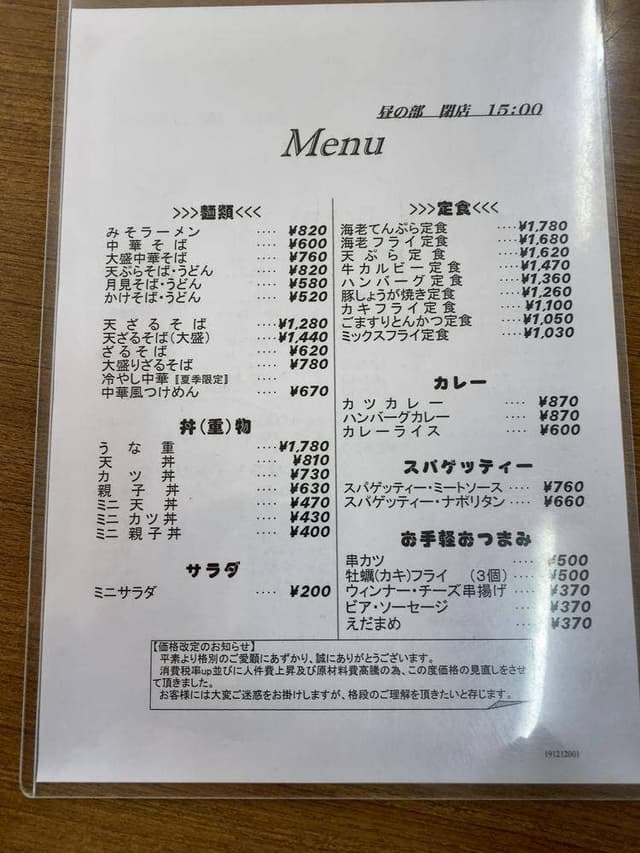 昼の部 閉店 15:00
Menu
>>>麺類<<<
みそラーメン ‥‥ ¥820
中華そば ‥‥ ¥600
大盛中華そば ‥‥ ¥760
天ぷらそば・うどん ‥‥ ¥820
月見そば・うどん ‥‥ ¥580
かけそば・うどん ‥‥ ¥520
天ざるそば ‥‥¥1,280
天ざるそば(大盛) ‥‥¥1,440
ざるそば ‥‥ ¥620
大盛りざるそば ‥‥ ¥780
冷やし中華〖夏季限定〗 ‥‥
中華風つけめん ‥‥ ¥670
丼(重)物
うな重 ‥‥¥1,780
天丼 ‥‥ ¥810
カツ丼 ‥‥ ¥730
親子丼 ‥‥ ¥630
ミニ天丼 ‥‥ ¥470
ミニカツ丼 ‥‥ ¥430
ミニ親子丼 ‥‥ ¥400
サラダ
ミニサラダ ‥‥ ¥200
>>>定食<<<
海老てんぷら定食 ‥‥¥1,780
海老フライ定食 ‥‥¥1,680
天ぷら定食 ‥‥¥1,620
牛カルビー定食 ‥‥¥1,470
ハンバーグ定食 ‥‥¥1,360
豚しょうが焼き定食 ‥‥¥1,260
カキフライ定食 ‥‥¥1,100
ごますりとんかつ定食 ‥‥¥1,050
ミックスフライ定食 ‥‥¥1,030
カレー
カツカレー ‥‥ ¥870
ハンバーグカレー ‥‥ ¥870
カレーライス ‥‥ ¥600
スパゲッティー
スパゲッティー・ミートソース ‥‥ ¥760
スパゲッティー・ナポリタン ‥‥ ¥660
お手軽おつまみ
串カツ ‥‥ ¥500
牡蠣(カキ)フライ (3個) ‥‥ ¥500
ウィンナー・チーズ串揚げ ‥‥ ¥370
ビア・ソーセージ ‥‥ ¥370
えだまめ ‥‥ ¥370
【価格改定のお知らせ】
平素より格別のご愛顧にあずかり、誠にありがとうございます。
消費税率up並びに人件費上昇及び原材料費高騰の為、この度価格の見直しをさせ
て頂きました。
お客様には大変ご迷惑をお掛けしますが、格段のご理解を頂きたいと存じます。
191212001